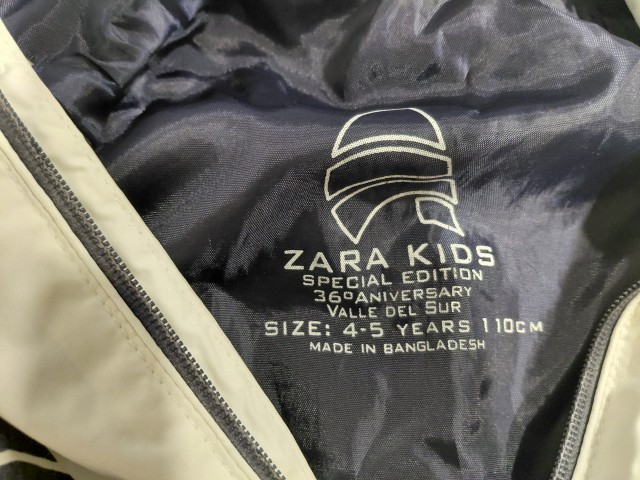 ZARA KIDS
SPECIAL EDITION
36º ANIVERSARY
VALLE DEL SUR
SIZE: 4-5 YEARS 110CM
MADE IN BANGLADESH